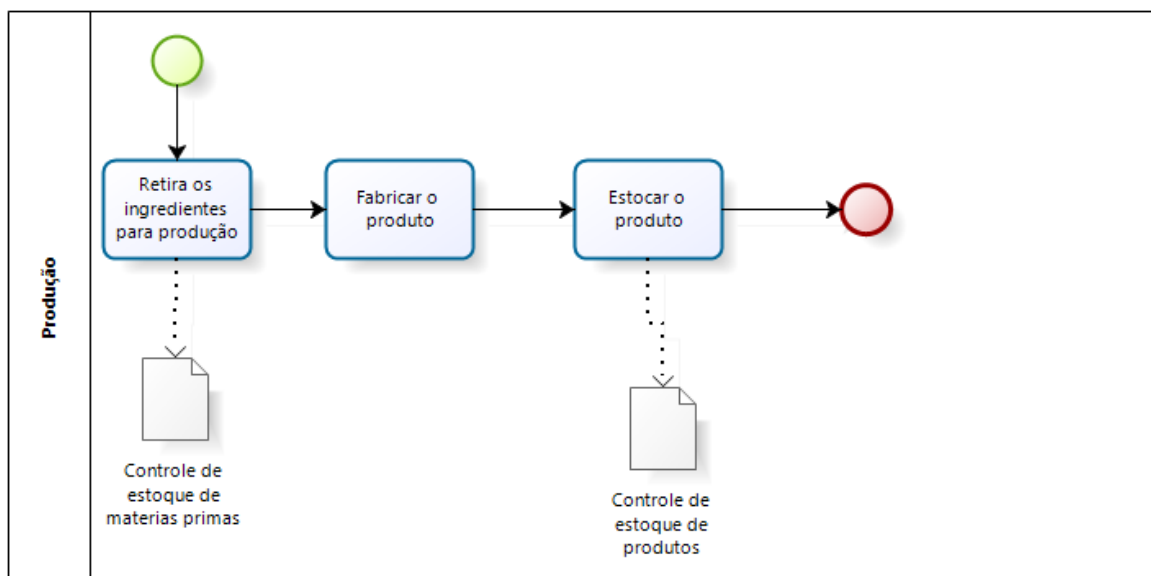 Produção
Retira os
ingredientes
para produção
Fabricar o
produto
Estocar o
produto
Controle de
estoque de
materias primas
Controle de
estoque de
produtos